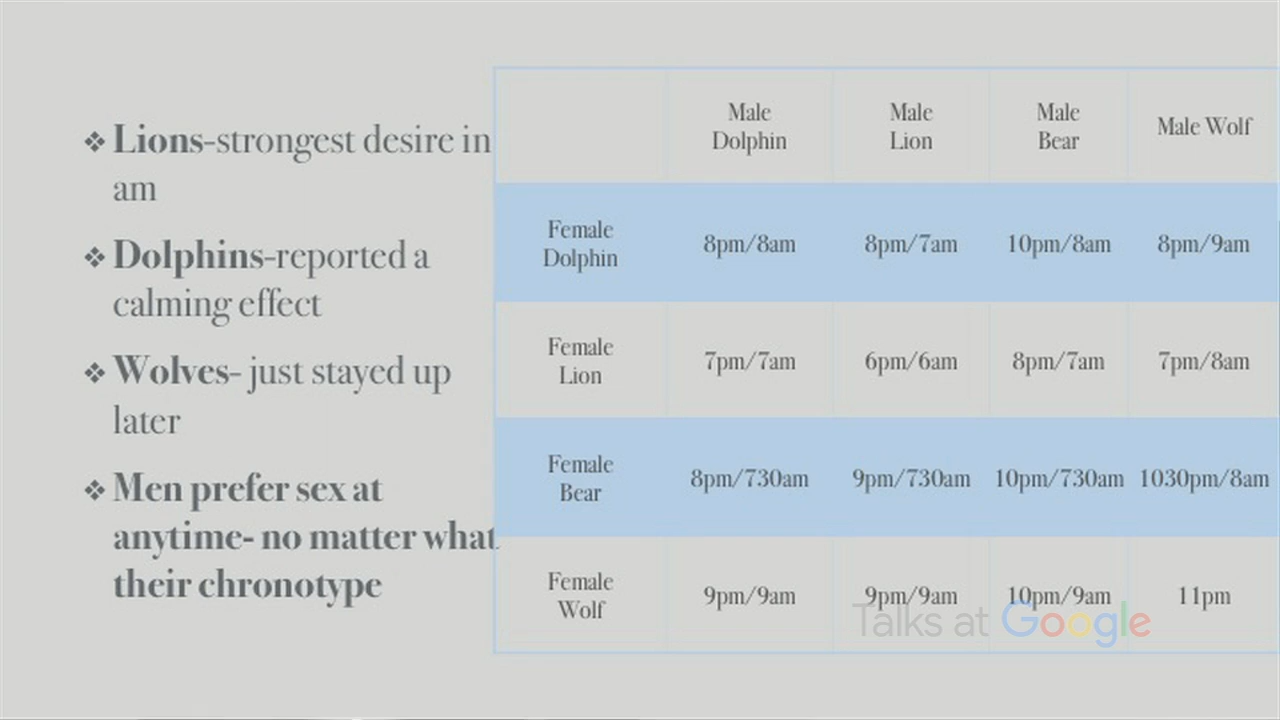 ❖ Lions-strongest desire in
am
❖ Dolphins-reported a
calming effect
❖ Wolves- just stayed up
later
❖ Men prefer sex at
anytime- no matter what
their chronotype
Male Dolphin Male Lion Male Bear Male Wolf
Female Dolphin 8pm/8am 8pm/7am 10pm/8am 8pm/9am
Female Lion 7pm/7am 6pm/6am 8pm/7am 7pm/8am
Female Bear 8pm/730am 9pm/730am 10pm/730am 1030pm/8am
Female Wolf 9pm/9am 9pm/9am 10pm/9am 11pm
Talks at Google